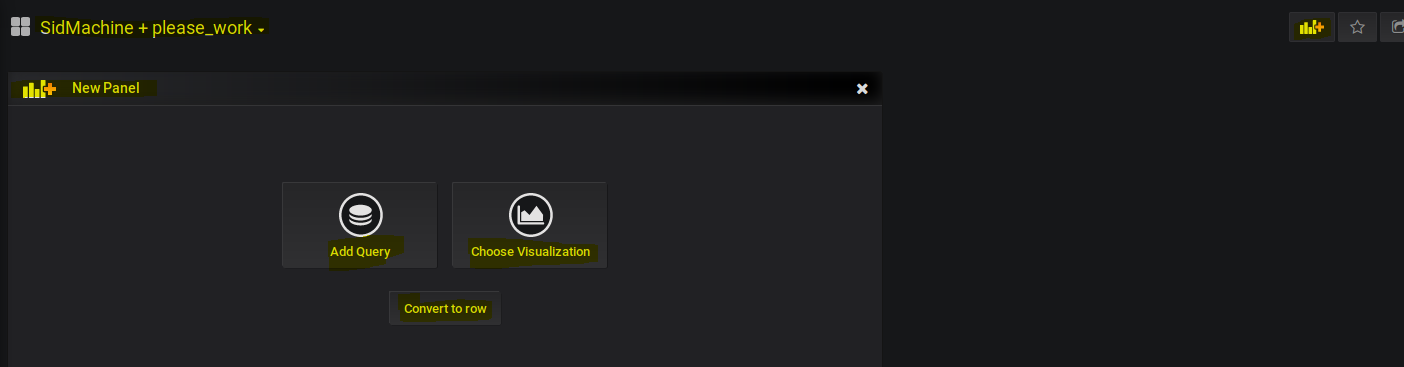 SidMachine + please_work
New Panel
Add Query
Choose Visualization
Convert to row